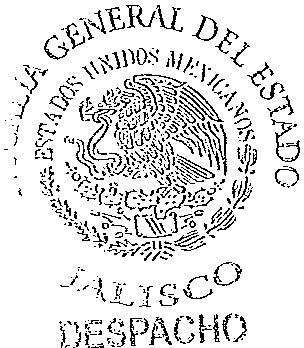 GENERAL DEL ESTADO
ESTADOS UNIDOS MEXICANOS
JALISCO
DESPACHO